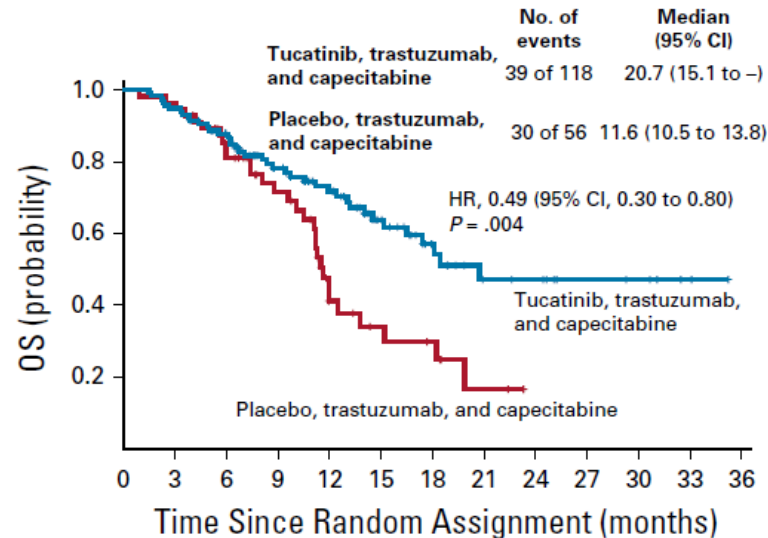 No. of events
Median (95% CI)
Tucatinib, trastuzumab, and capecitabine
39 of 118
20.7 (15.1 to –)
Placebo, trastuzumab, and capecitabine
30 of 56
11.6 (10.5 to 13.8)
HR, 0.49 (95% CI, 0.30 to 0.80)
P = .004
OS (probability)
1.0
0.8
0.6
0.4
0.2
Tucatinib, trastuzumab,
and capecitabine
Placebo, trastuzumab, and capecitabine
0 3 6 9 12 15 18 21 24 27 30 33 36
Time Since Random Assignment (months)